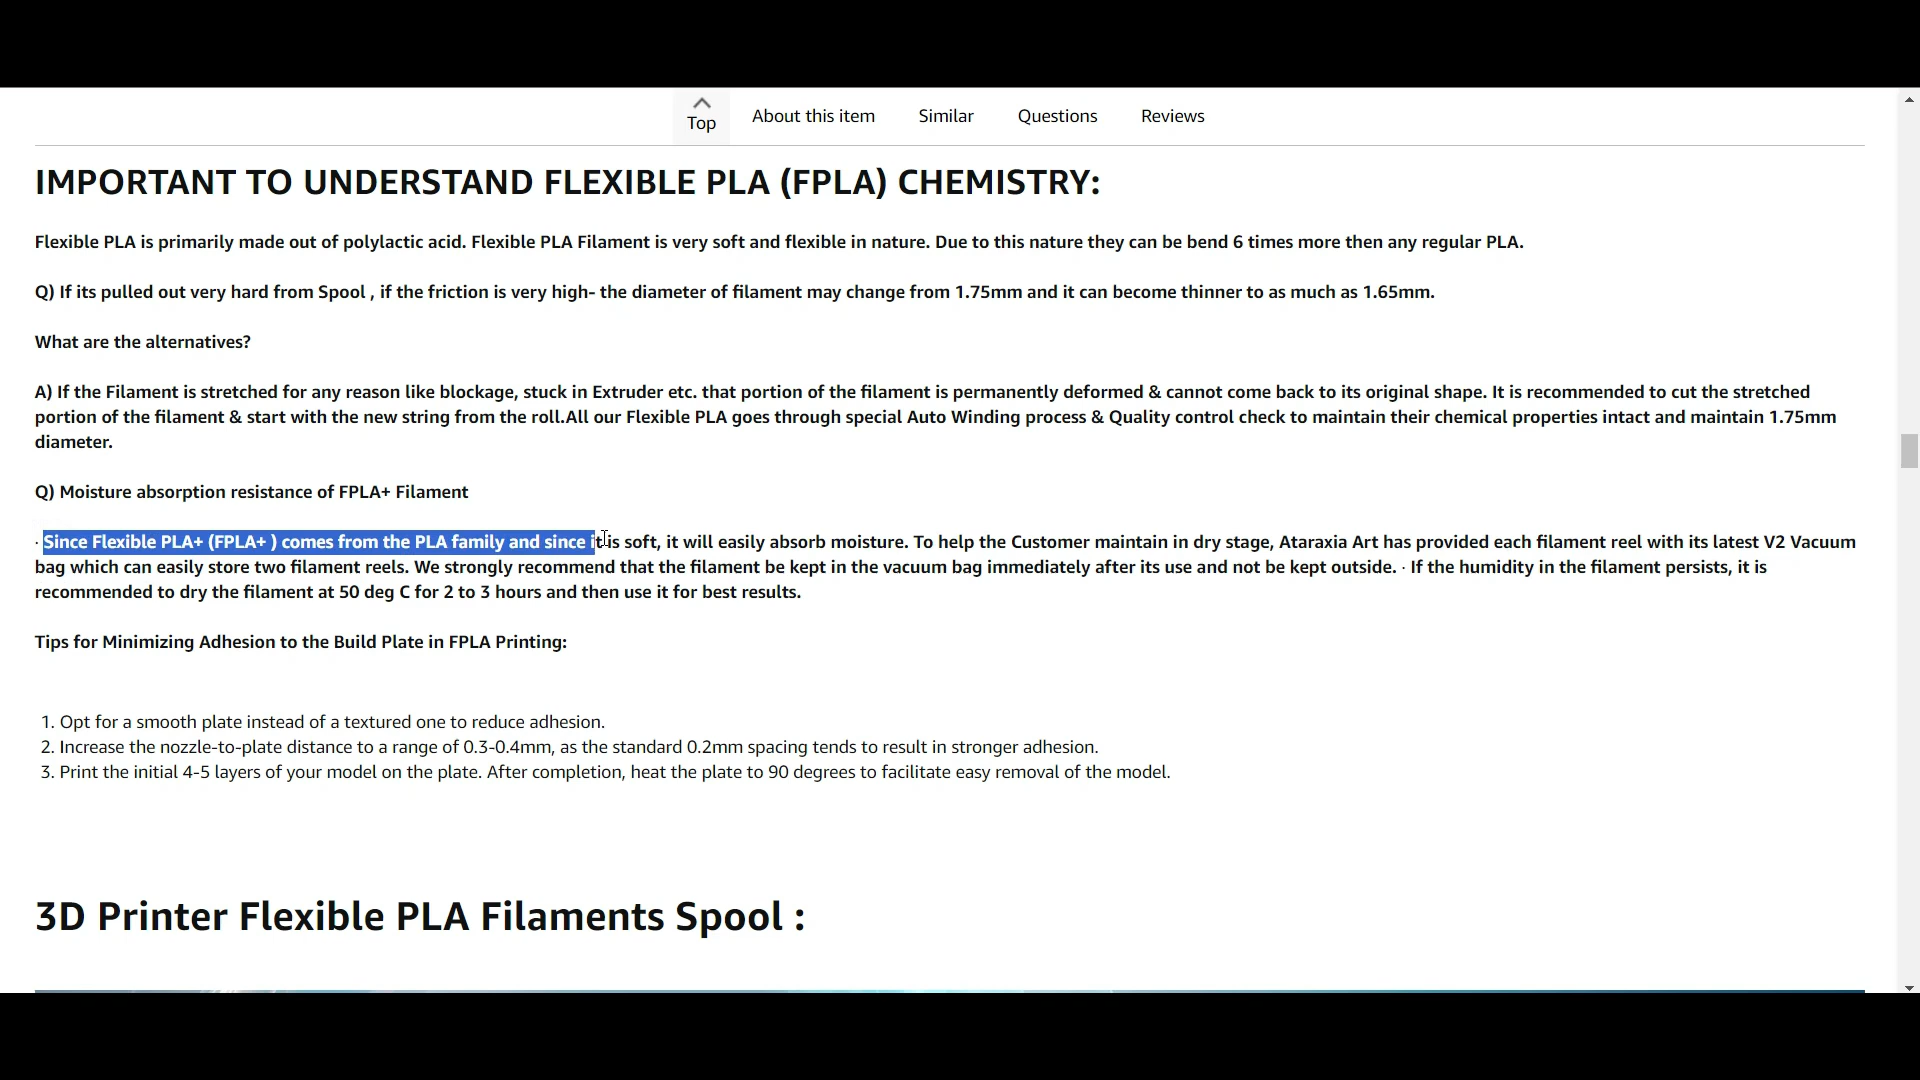 Top
About this item
Similar
Questions
Reviews
IMPORTANT TO UNDERSTAND FLEXIBLE PLA (FPLA) CHEMISTRY:
Flexible PLA is primarily made out of polylactic acid. Flexible PLA Filament is very soft and flexible in nature. Due to this nature they can be bend 6 times more then any regular PLA.
Q) If its pulled out very hard from Spool , if the friction is very high- the diameter of filament may change from 1.75mm and it can become thinner to as much as 1.65mm.
What are the alternatives?
A) If the Filament is stretched for any reason like blockage, stuck in Extruder etc. that portion of the filament is permanently deformed & cannot come back to its original shape. It is recommended to cut the stretched
portion of the filament & start with the new string from the roll.All our Flexible PLA goes through special Auto Winding process & Quality control check to maintain their chemical properties intact and maintain 1.75mm
diameter.
Q) Moisture absorption resistance of FPLA+ Filament
· Since Flexible PLA+ (FPLA+ ) comes from the PLA family and since it is soft, it will easily absorb moisture. To help the Customer maintain in dry stage, Ataraxia Art has provided each filament reel with its latest V2 Vacuum
bag which can easily store two filament reels. We strongly recommend that the filament be kept in the vacuum bag immediately after its use and not be kept outside. · If the humidity in the filament persists, it is
recommended to dry the filament at 50 deg C for 2 to 3 hours and then use it for best results.
Tips for Minimizing Adhesion to the Build Plate in FPLA Printing:
1. Opt for a smooth plate instead of a textured one to reduce adhesion.
2. Increase the nozzle-to-plate distance to a range of 0.3-0.4mm, as the standard 0.2mm spacing tends to result in stronger adhesion.
3. Print the initial 4-5 layers of your model on the plate. After completion, heat the plate to 90 degrees to facilitate easy removal of the model.
3D Printer Flexible PLA Filaments Spool :